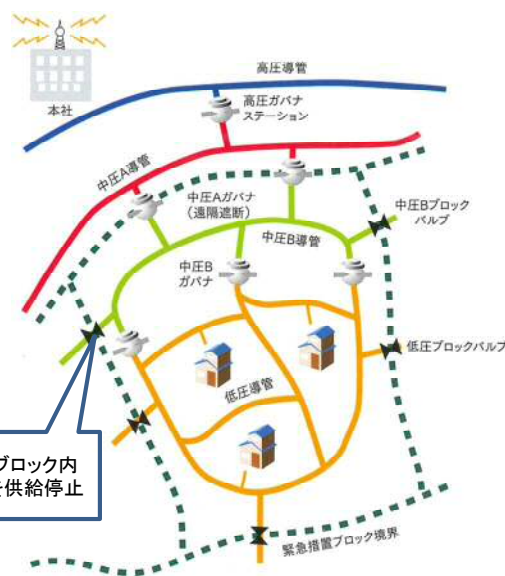 本社
高圧導管
高圧ガバナ
ステーション
中圧A導管
中圧Aガバナ
(遠隔遮断)
中圧B導管
中圧Bブロック
バルブ
中圧B
ガバナ
低圧ブロックバルブ
低圧導管
ブロック内
供給停止
緊急措置ブロック境界